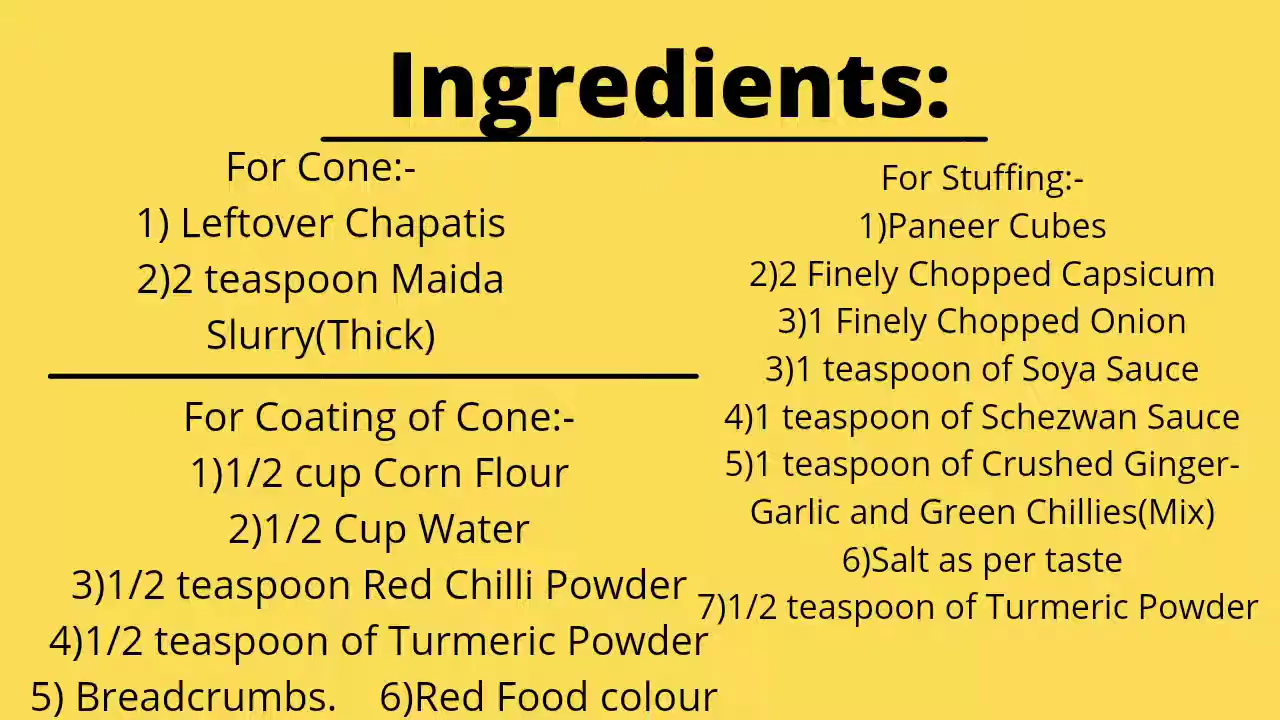 Ingredients:
For Cone:-
1) Leftover Chapatis
2)2 teaspoon Maida
Slurry(Thick)
For Coating of Cone:-
1)1/2 cup Corn Flour
2)1/2 Cup Water
3)1/2 teaspoon Red Chilli Powder
4)1/2 teaspoon of Turmeric Powder
5) Breadcrumbs. 6)Red Food colour
For Stuffing:-
1)Paneer Cubes
2)2 Finely Chopped Capsicum
3)1 Finely Chopped Onion
3)1 teaspoon of Soya Sauce
4)1 teaspoon of Schezwan Sauce
5)1 teaspoon of Crushed Ginger-
Garlic and Green Chillies(Mix)
6)Salt as per taste
7)1/2 teaspoon of Turmeric Powder